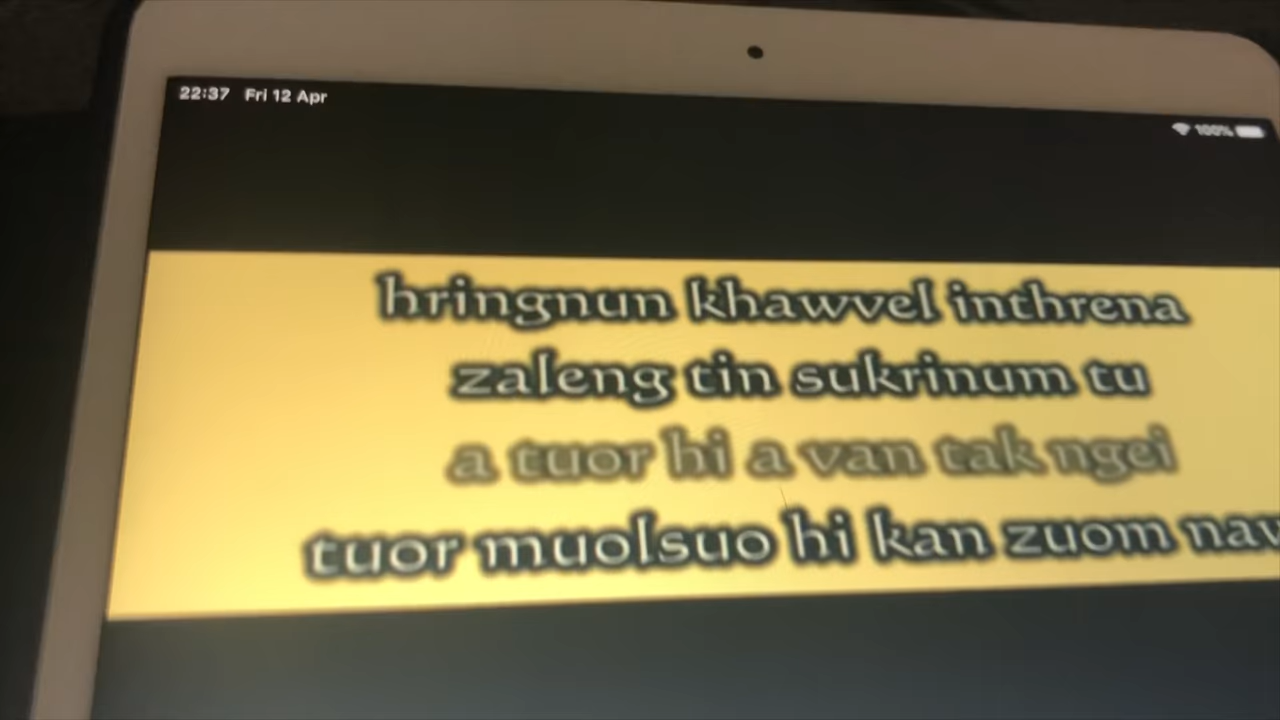 22:37 Fri 12 Apr
100%
hringnun khawvel inthrena
zaleng tin sukrinum tu
a tuor hi a van tak ngei
tuor muolsuo hi kan zuom